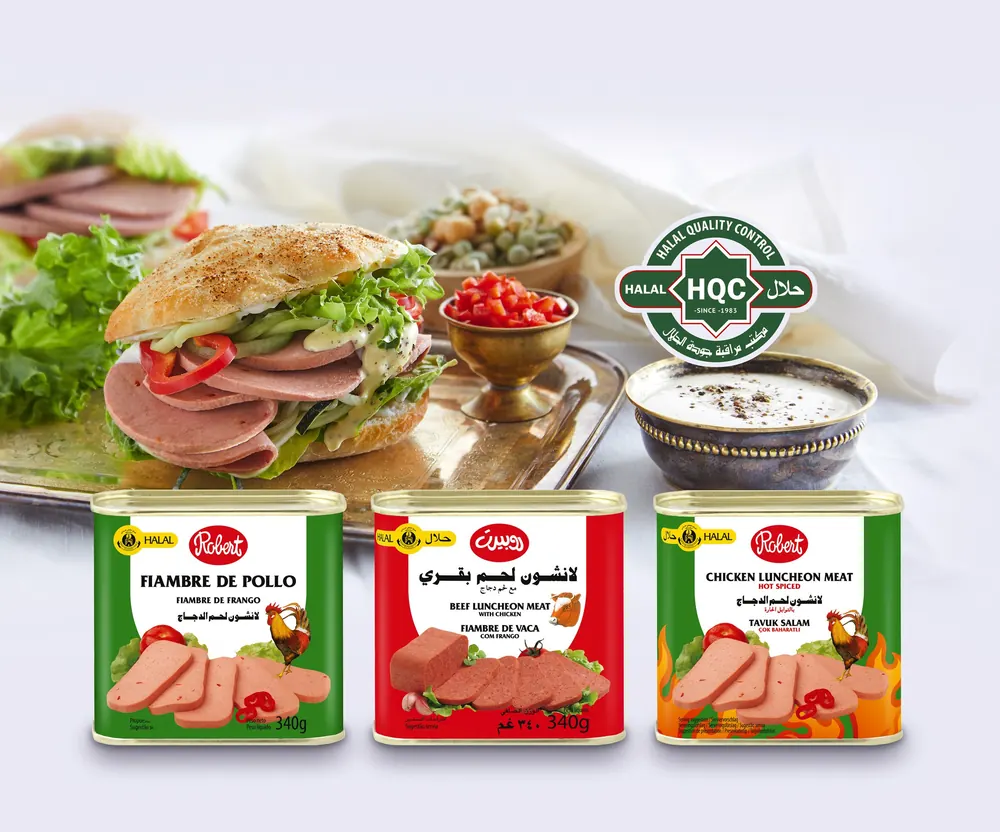 HALAL QUALITY CONTROL
HALAL HQC حلال
-SINCE -1983
مكتب مراقبة جودة الحلال
HALAL
Robert
FIAMBRE DE POLLO
FIAMBRE DE FRANGO
لانشون لحم الدجاج
340g
HALAL حلال
روبيرت
لانشون لحم بقري
مع لحم دجاج
BEEF LUNCHEON MEAT
WITH CHICKEN
FIAMBRE DE VACA
COM FRANGO
٣٤٠ غم 340g
حلال HALAL
Robert
CHICKEN LUNCHEON MEAT
HOT SPICED
لانشون لحم الدجاج
بالتوابل الحارة
TAVUK SALAM
ÇOK BAHARATLI